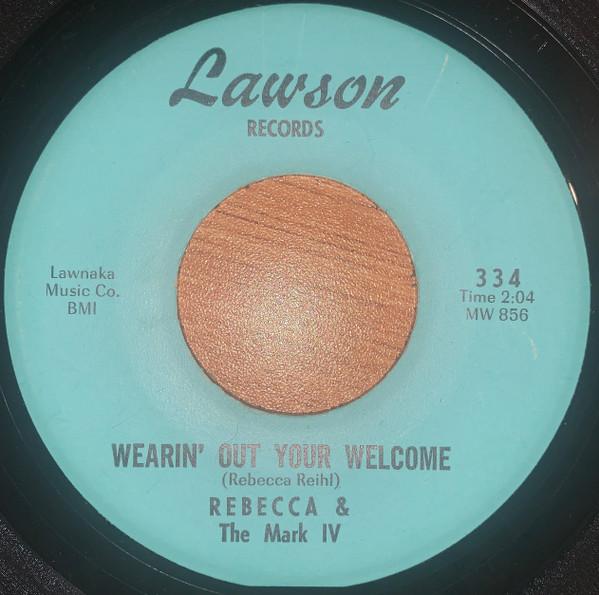 Lawson
RECORDS
Lawnaka
Music Co.
BMI
334
Time 2:04
MW 856
WEARIN' OUT YOUR WELCOME
(Rebecca Reihl)
REBECCA &
The Mark IV